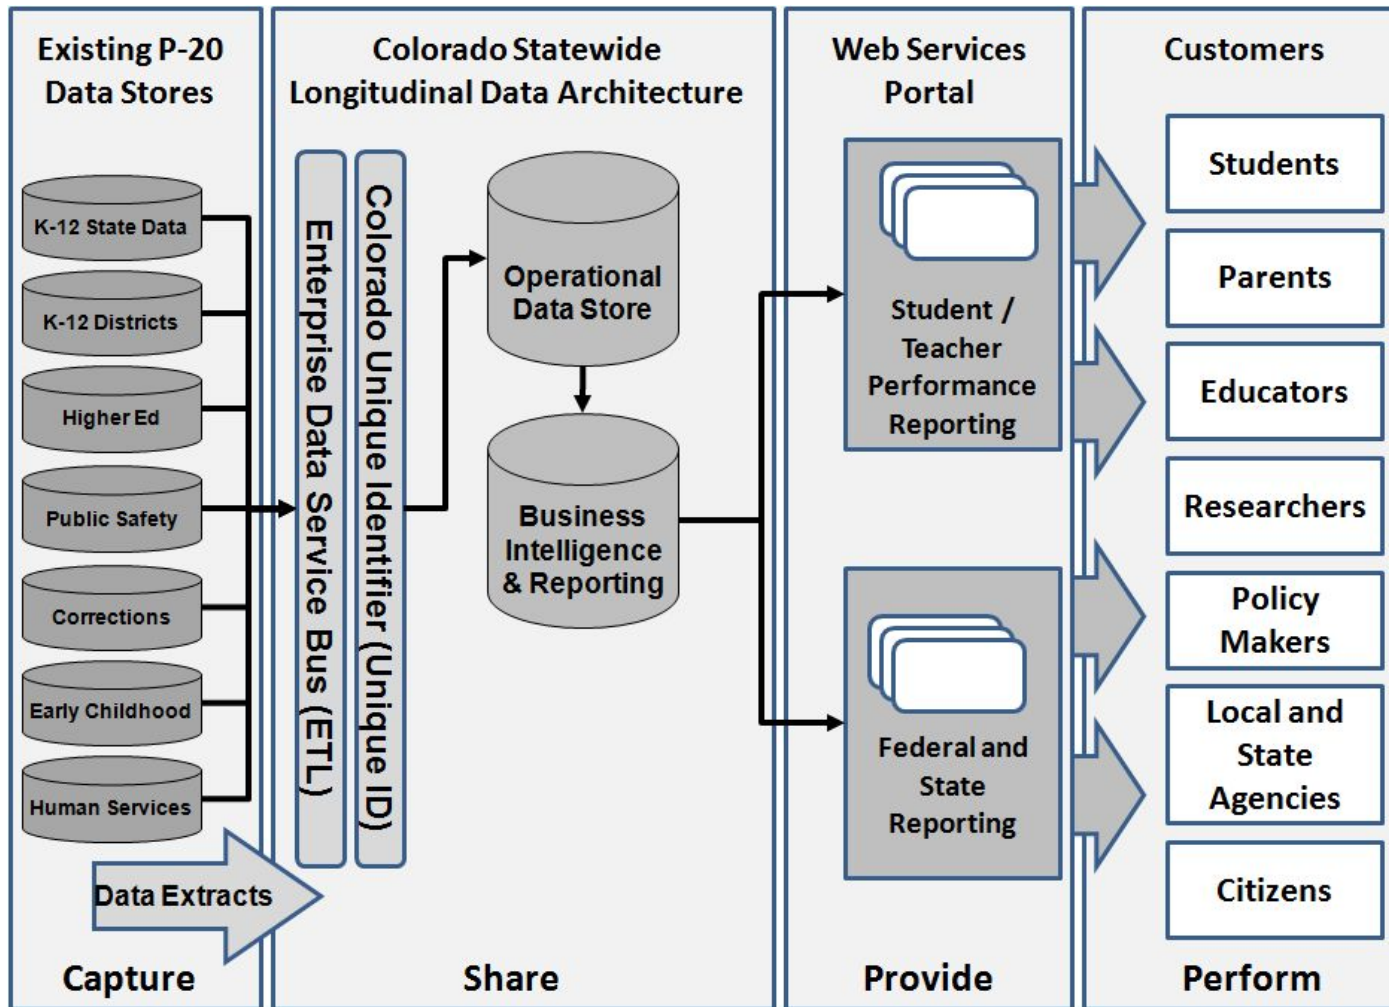 Existing P-20
Data Stores
K-12 State Data
K-12 Districts
Higher Ed
Public Safety
Corrections
Early Childhood
Human Services
Data Extracts
Capture
Colorado Statewide
Longitudinal Data Architecture
Enterprise Data Service Bus (ETL)
Colorado Unique Identifier (Unique ID)
Operational
Data Store
Business
Intelligence
& Reporting
Share
Web Services
Portal
Student /
Teacher
Performance
Reporting
Federal and
State
Reporting
Provide
Customers
Students
Parents
Educators
Researchers
Policy
Makers
Local and
State
Agencies
Citizens
Perform